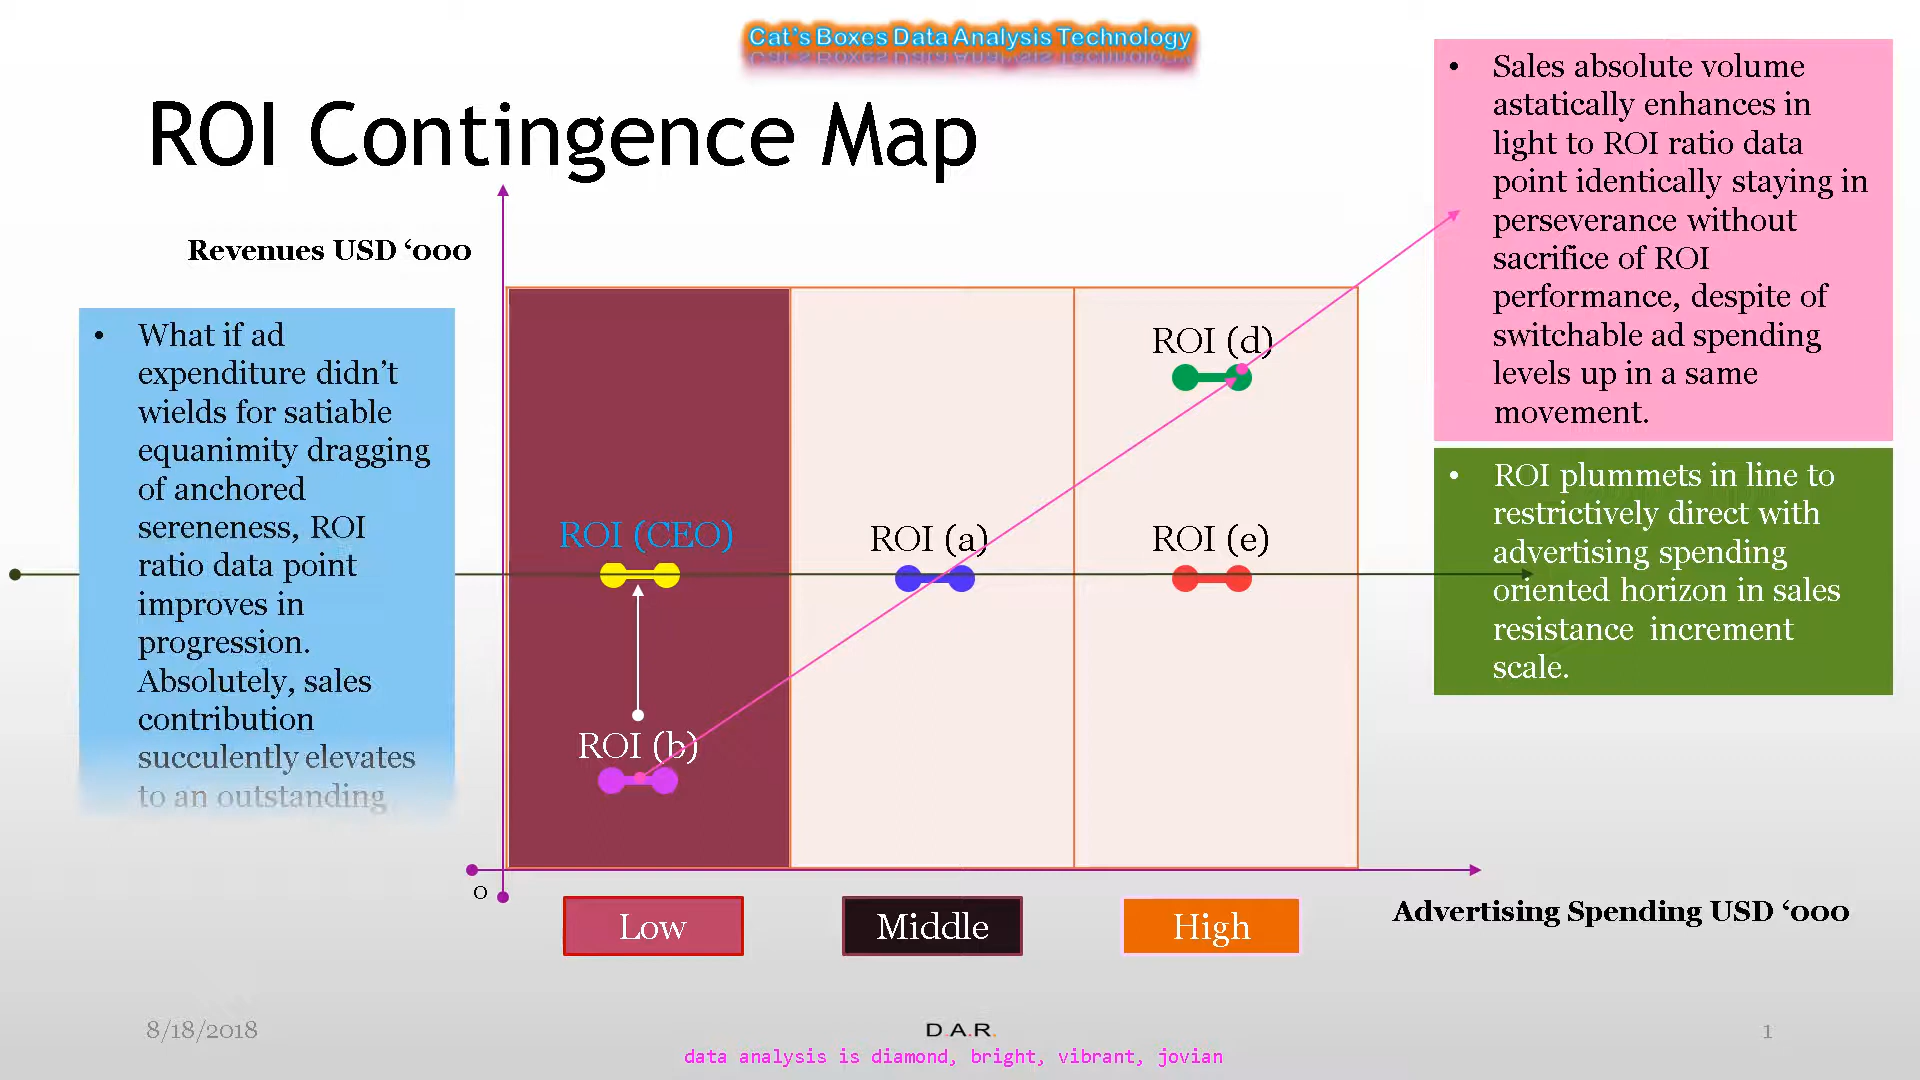 Cat's Boxes Data Analysis Technology
ROI Contingence Map
Revenues USD ‘000
• What if ad
expenditure didn’t
wields for satiable
equanimity dragging
of anchored
sereneness, ROI
ratio data point
improves in
progression.
Absolutely, sales
contribution
succulently elevates
to an outstanding
ROI (d)
ROI (CEO)
ROI (a)
ROI (e)
ROI (b)
• Sales absolute volume
astatically enhances in
light to ROI ratio data
point identically staying in
perseverance without
sacrifice of ROI
performance, despite of
switchable ad spending
levels up in a same
movement.
• ROI plummets in line to
restrictively direct with
advertising spending
oriented horizon in sales
resistance increment
scale.
0
Low
Middle
High
Advertising Spending USD ‘000
8/18/2018
D.A.R.
1
data analysis is diamond, bright, vibrant, jovian